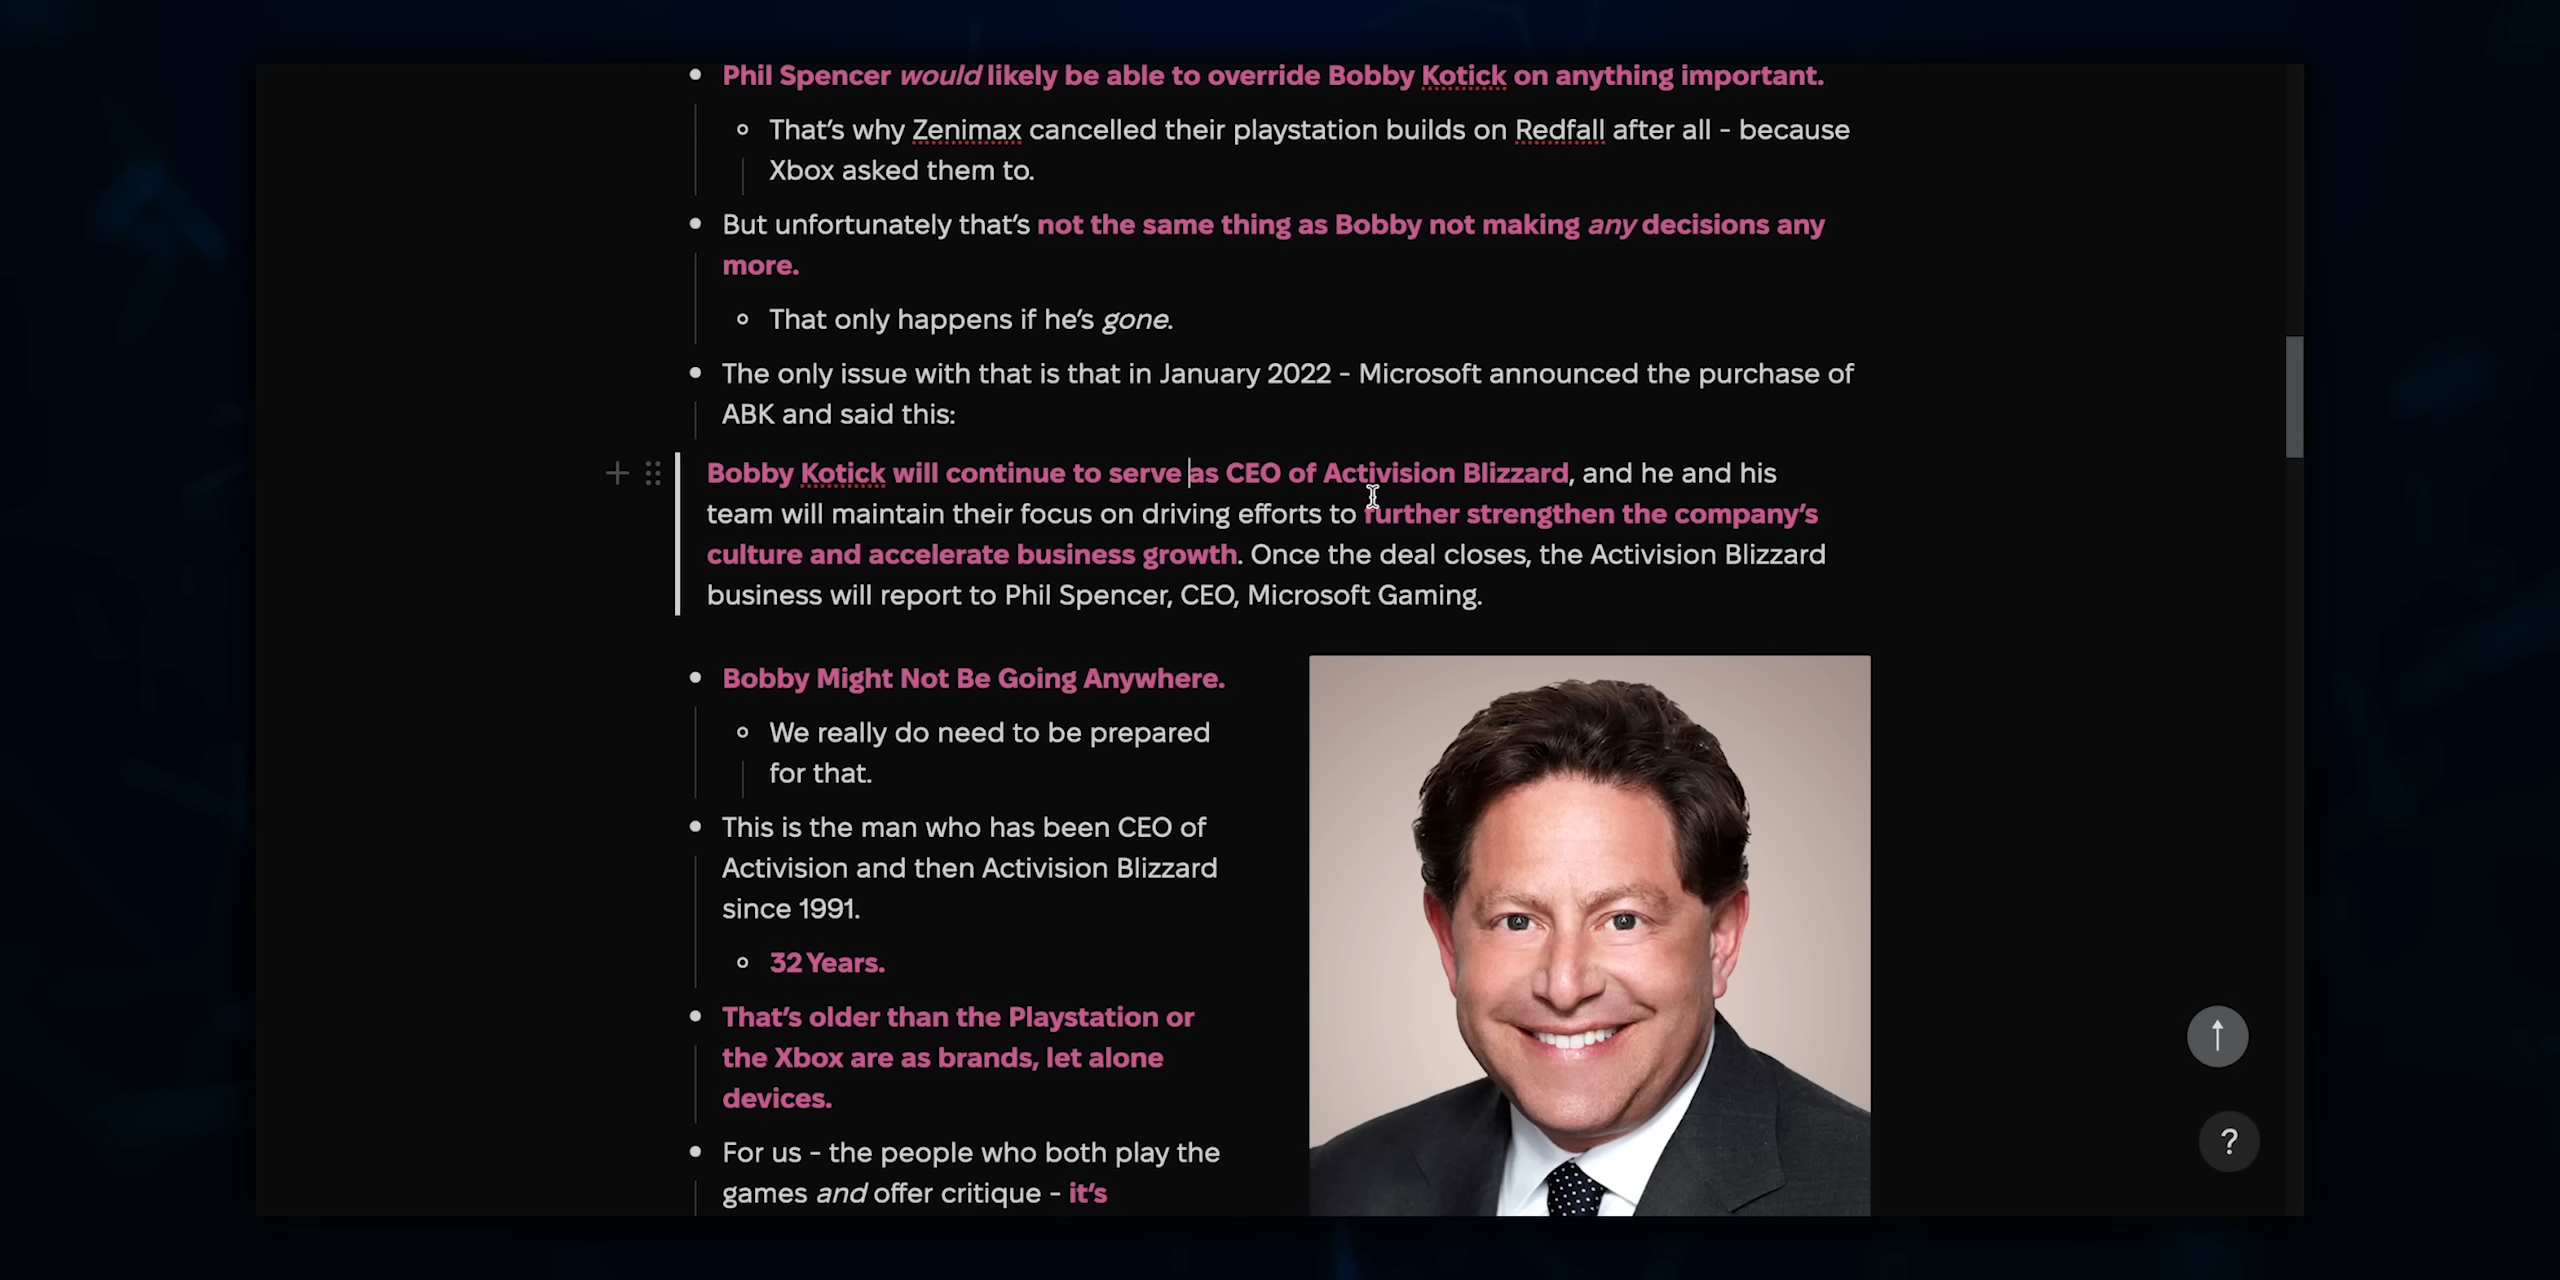 Phil Spencer would likely be able to override Bobby Kotick on anything important.
That's why Zenimax cancelled their playstation builds on Redfall after all - because
Xbox asked them to.
But unfortunately that's not the same thing as Bobby not making any decisions any
more.
That only happens if he's gone.
The only issue with that is that in January 2022 - Microsoft announced the purchase of
ABK and said this:
Bobby Kotick will continue to serve as CEO of Activision Blizzard, and he and his
team will maintain their focus on driving efforts to further strengthen the company's
culture and accelerate business growth. Once the deal closes, the Activision Blizzard
business will report to Phil Spencer, CEO, Microsoft Gaming.
Bobby Might Not Be Going Anywhere.
We really do need to be prepared
for that.
This is the man who has been CEO of
Activision and then Activision Blizzard
since 1991.
32 Years.
That's older than the Playstation or
the Xbox are as brands, let alone
devices.
For us - the people who both play the
games and offer critique - it's
?